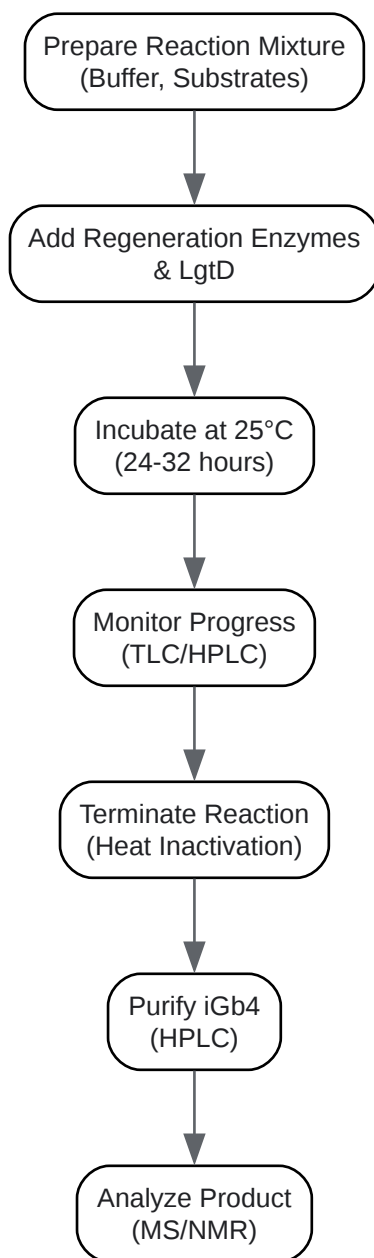 Prepare Reaction Mixture
(Buffer, Substrates)
Add Regeneration Enzymes
& LgtD
Incubate at 25°C
(24-32 hours)
Monitor Progress
(TLC/HPLC)
Terminate Reaction
(Heat Inactivation)
Purify iGb4
(HPLC)
Analyze Product
(MS/NMR)